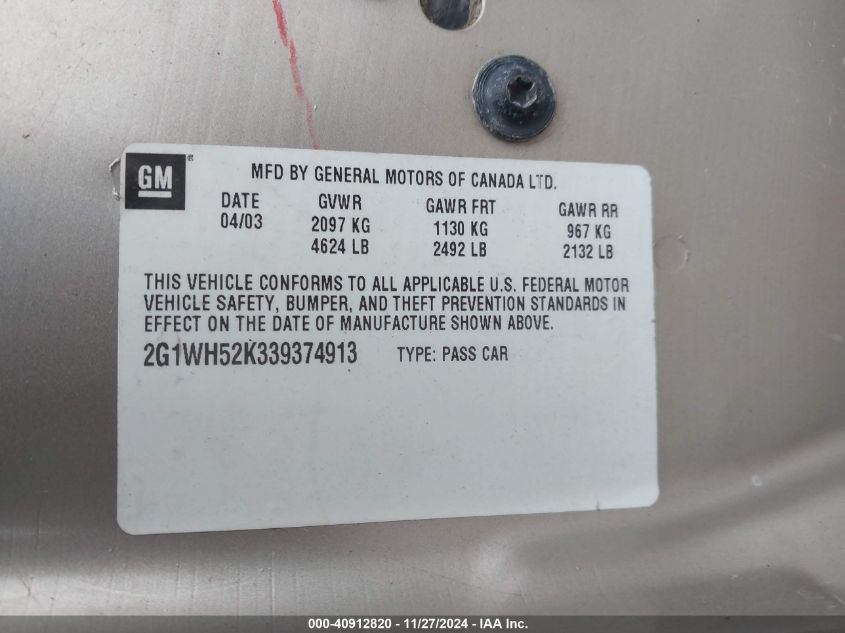 GM®
MFD BY GENERAL MOTORS OF CANADA LTD.
DATE GVWR GAWR FRT GAWR RR
04/03 2097 KG 1130 KG 967 KG
4624 LB 2492 LB 2132 LB
THIS VEHICLE CONFORMS TO ALL APPLICABLE U.S. FEDERAL MOTOR
VEHICLE SAFETY, BUMPER, AND THEFT PREVENTION STANDARDS IN
EFFECT ON THE DATE OF MANUFACTURE SHOWN ABOVE.
2G1WH52K339374913 TYPE: PASS CAR
000-40912820 - 11/27/2024 - IAA Inc.